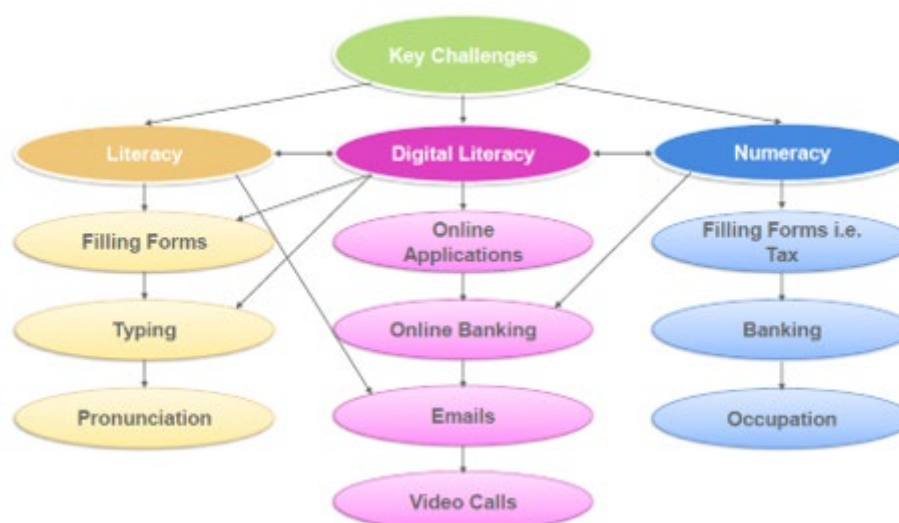 Key Challenges
Literacy
Digital Literacy
Numeracy
Filling Forms
Online
Applications
Filling Forms i.e.
Tax
Typing
Online Banking
Banking
Pronunciation
Emails
Occupation
Video Calls